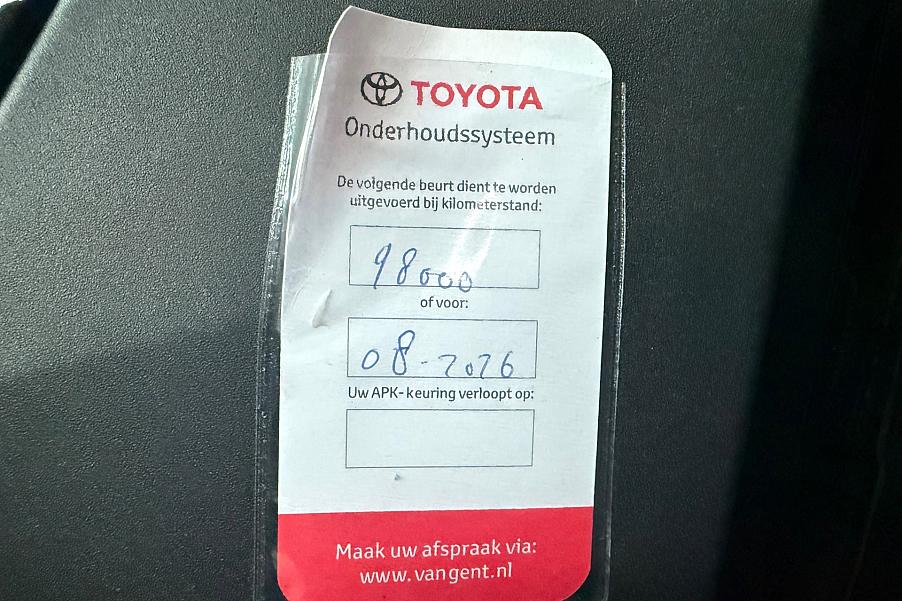 TOYOTA
Onderhoudssysteem
De volgende beurt dient te worden
uitgevoerd bij kilometerstand:
98000
of voor:
08-2026
Uw APK-keuring verloopt op:
Maak uw afspraak via:
www.vangent.nl